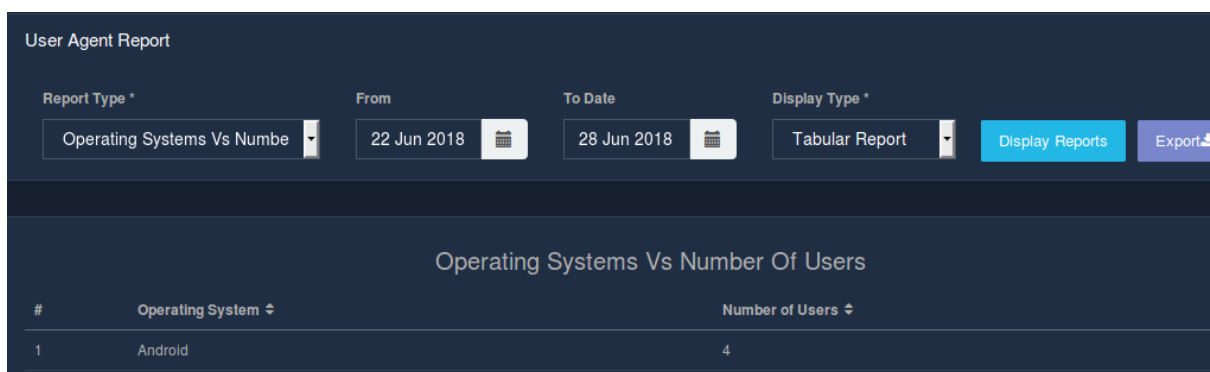 User Agent Report
Report Type * From To Date Display Type *
Operating Systems Vs Numbe 22 Jun 2018 28 Jun 2018 Tabular Report Display Reports Export
Operating Systems Vs Number Of Users
# Operating System Number of Users
1 Android 4